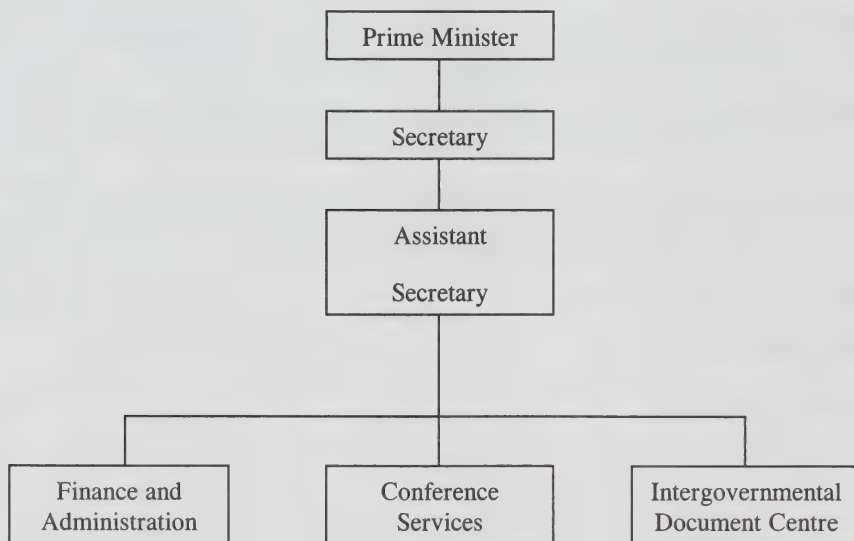 Prime Minister
Secretary
Assistant
Secretary
Finance and
Administration
Conference
Services
Intergovernmental
Document Centre